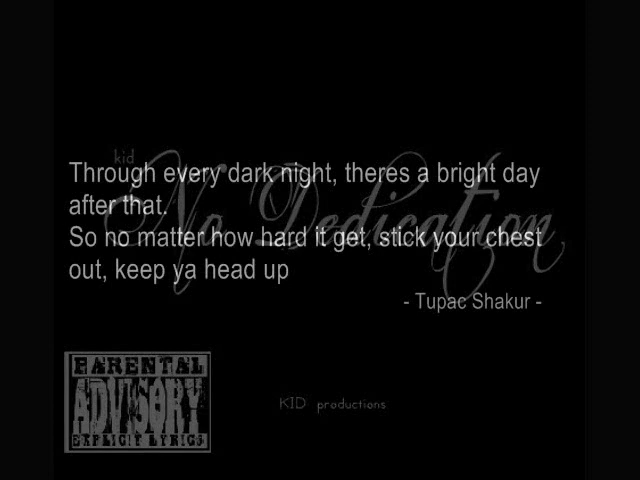 kid
No Dedication
Through every dark night, theres a bright day
after that.
So no matter how hard it get, stick your chest
out, keep ya head up
- Tupac Shakur -
PARENTAL
ADVISORY
EXPLICIT LYRICS
KID productions